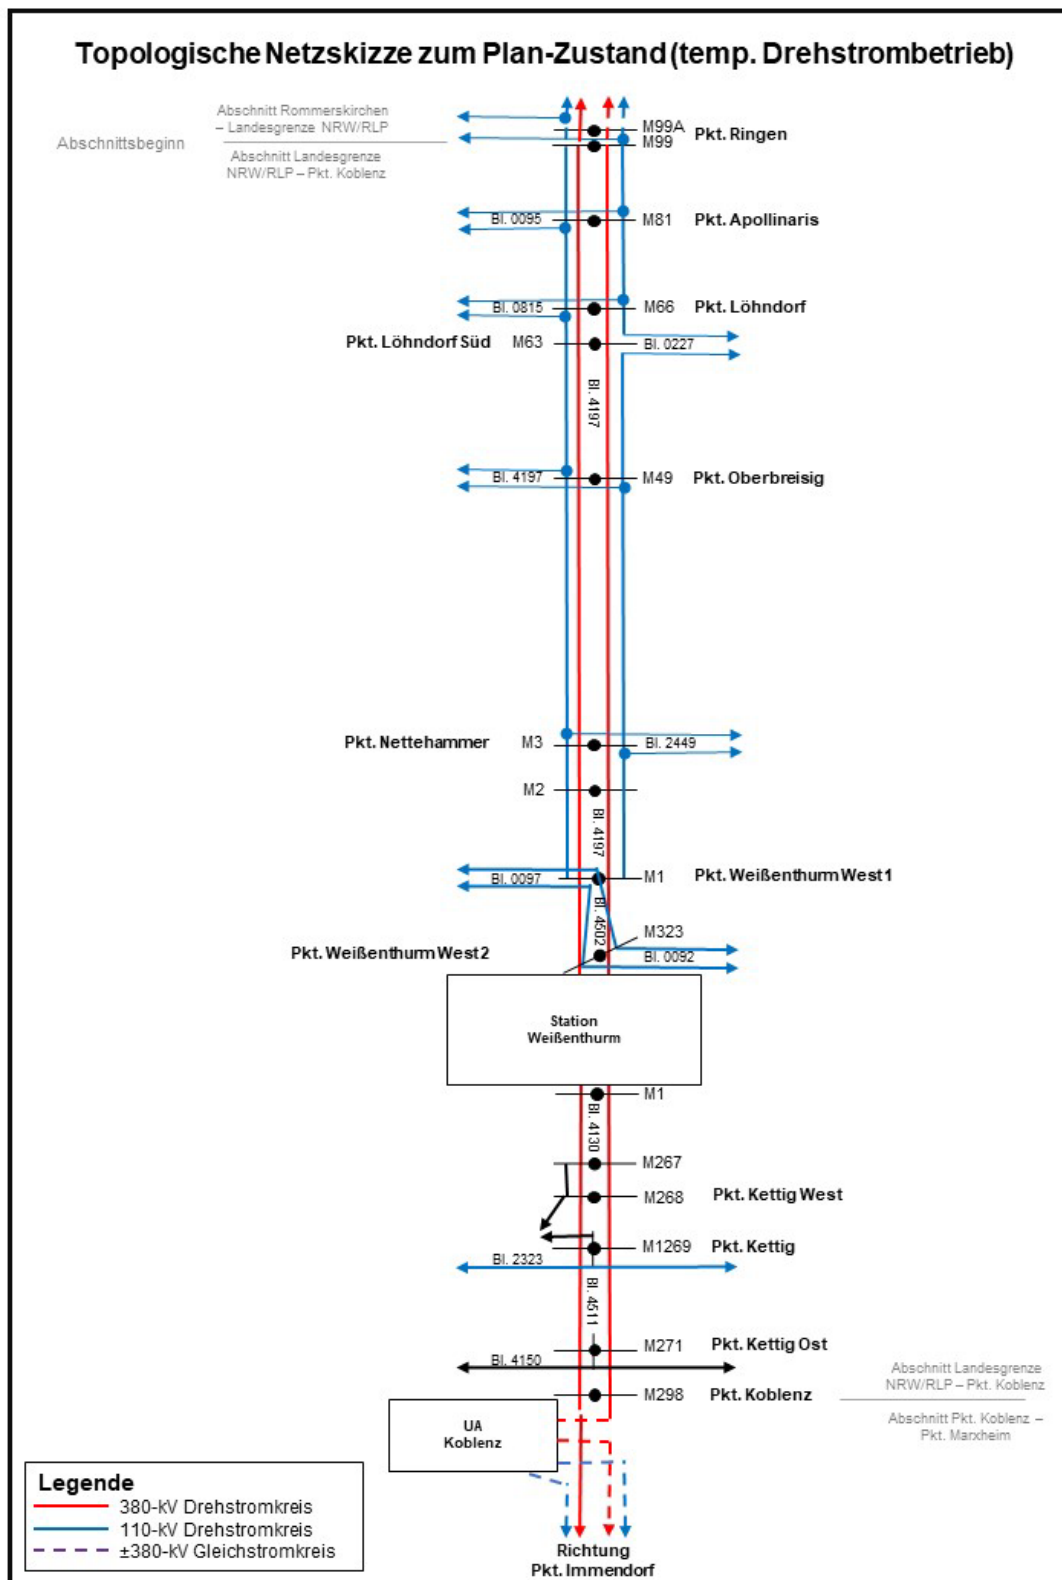 Topologische Netzskizze zum Plan-Zustand (temp. Drehstrombetrieb)
Abschnitt Rommerskirchen
– Landesgrenze NRW/RLP
Abschnittsbeginn
Abschnitt Landesgrenze
NRW/RLP – Pkt. Koblenz
M99A
M99
Pkt. Ringen
Bl. 0095
M81
Pkt. Apollinaris
Bl. 0815
M66
Pkt. Löhndorf
Pkt. Löhndorf Süd
M63
Bl. 0227
Bl. 4197
Bl. 4197
M49
Pkt. Oberbreisig
Pkt. Nettehammer
M3
Bl. 2449
M2
Bl. 4197
Bl. 0097
M1
Pkt. Weißenthurm West 1
Bl. 4502
M323
Pkt. Weißenthurm West 2
Bl. 0092
Station
Weißenthurm
M1
Bl. 4130
M267
M268
Pkt. Kettig West
M1269
Pkt. Kettig
Bl. 2323
Bl. 4511
M271
Pkt. Kettig Ost
Bl. 4150
Abschnitt Landesgrenze
NRW/RLP – Pkt. Koblenz
M298
Pkt. Koblenz
Abschnitt Pkt. Koblenz –
Pkt. Marxheim
UA
Koblenz
Legende
380-kV Drehstromkreis
110-kV Drehstromkreis
±380-kV Gleichstromkreis
Richtung
Pkt. Immendorf